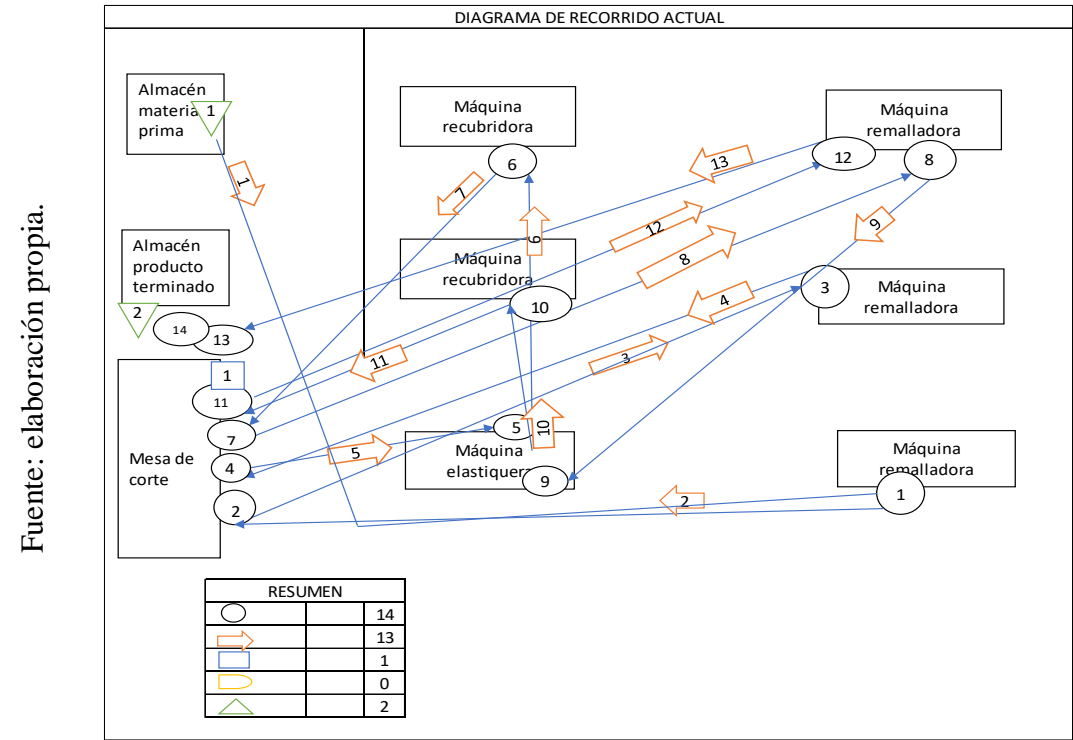 DIAGRAMA DE RECORRIDO ACTUAL
Fuente: elaboración propia.
Almacén
materia
prima
1
1
Almacén
producto
terminado
2
14
13
Mesa de
corte
1
11
7
4
2
Máquina
recubridora
6
7
6
Máquina
recubridora
10
11
5
5
Máquina
elastiquera
9
10
Máquina
remalladora
12
8
13
12
8
9
4
3
3
Máquina
remalladora
Máquina
remalladora
1
2
RESUMEN
14
13
1
0
2